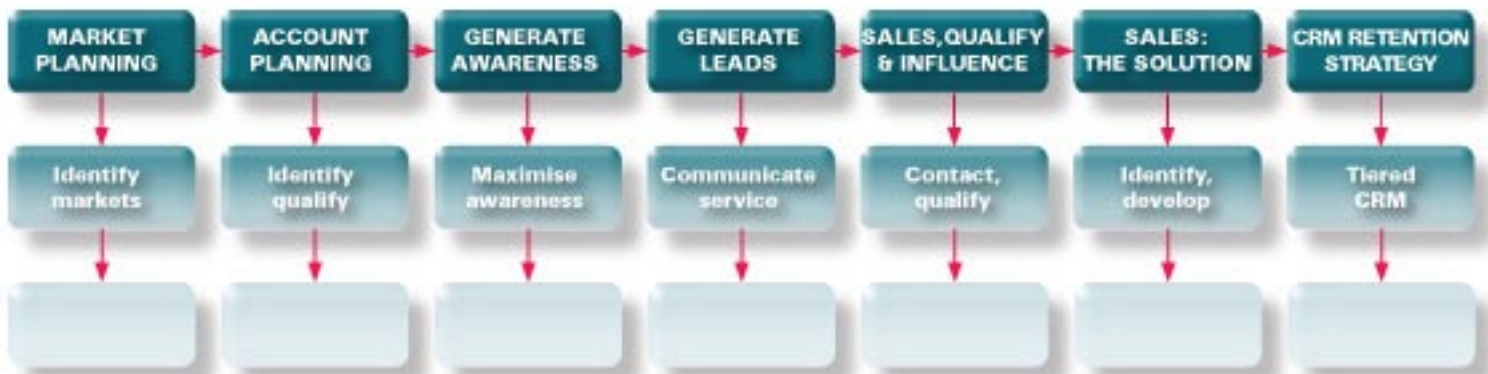 MARKET
PLANNING
ACCOUNT
PLANNING
GENERATE
AWARENESS
GENERATE
LEADS
SALES, QUALIFY
& INFLUENCE
SALES:
THE SOLUTION
CRM RETENTION
STRATEGY
Identify
markets
Identify
qualify
Maximise
awareness
Communicate
service
Contact,
qualify
Identify,
develop
Tiered
CRM